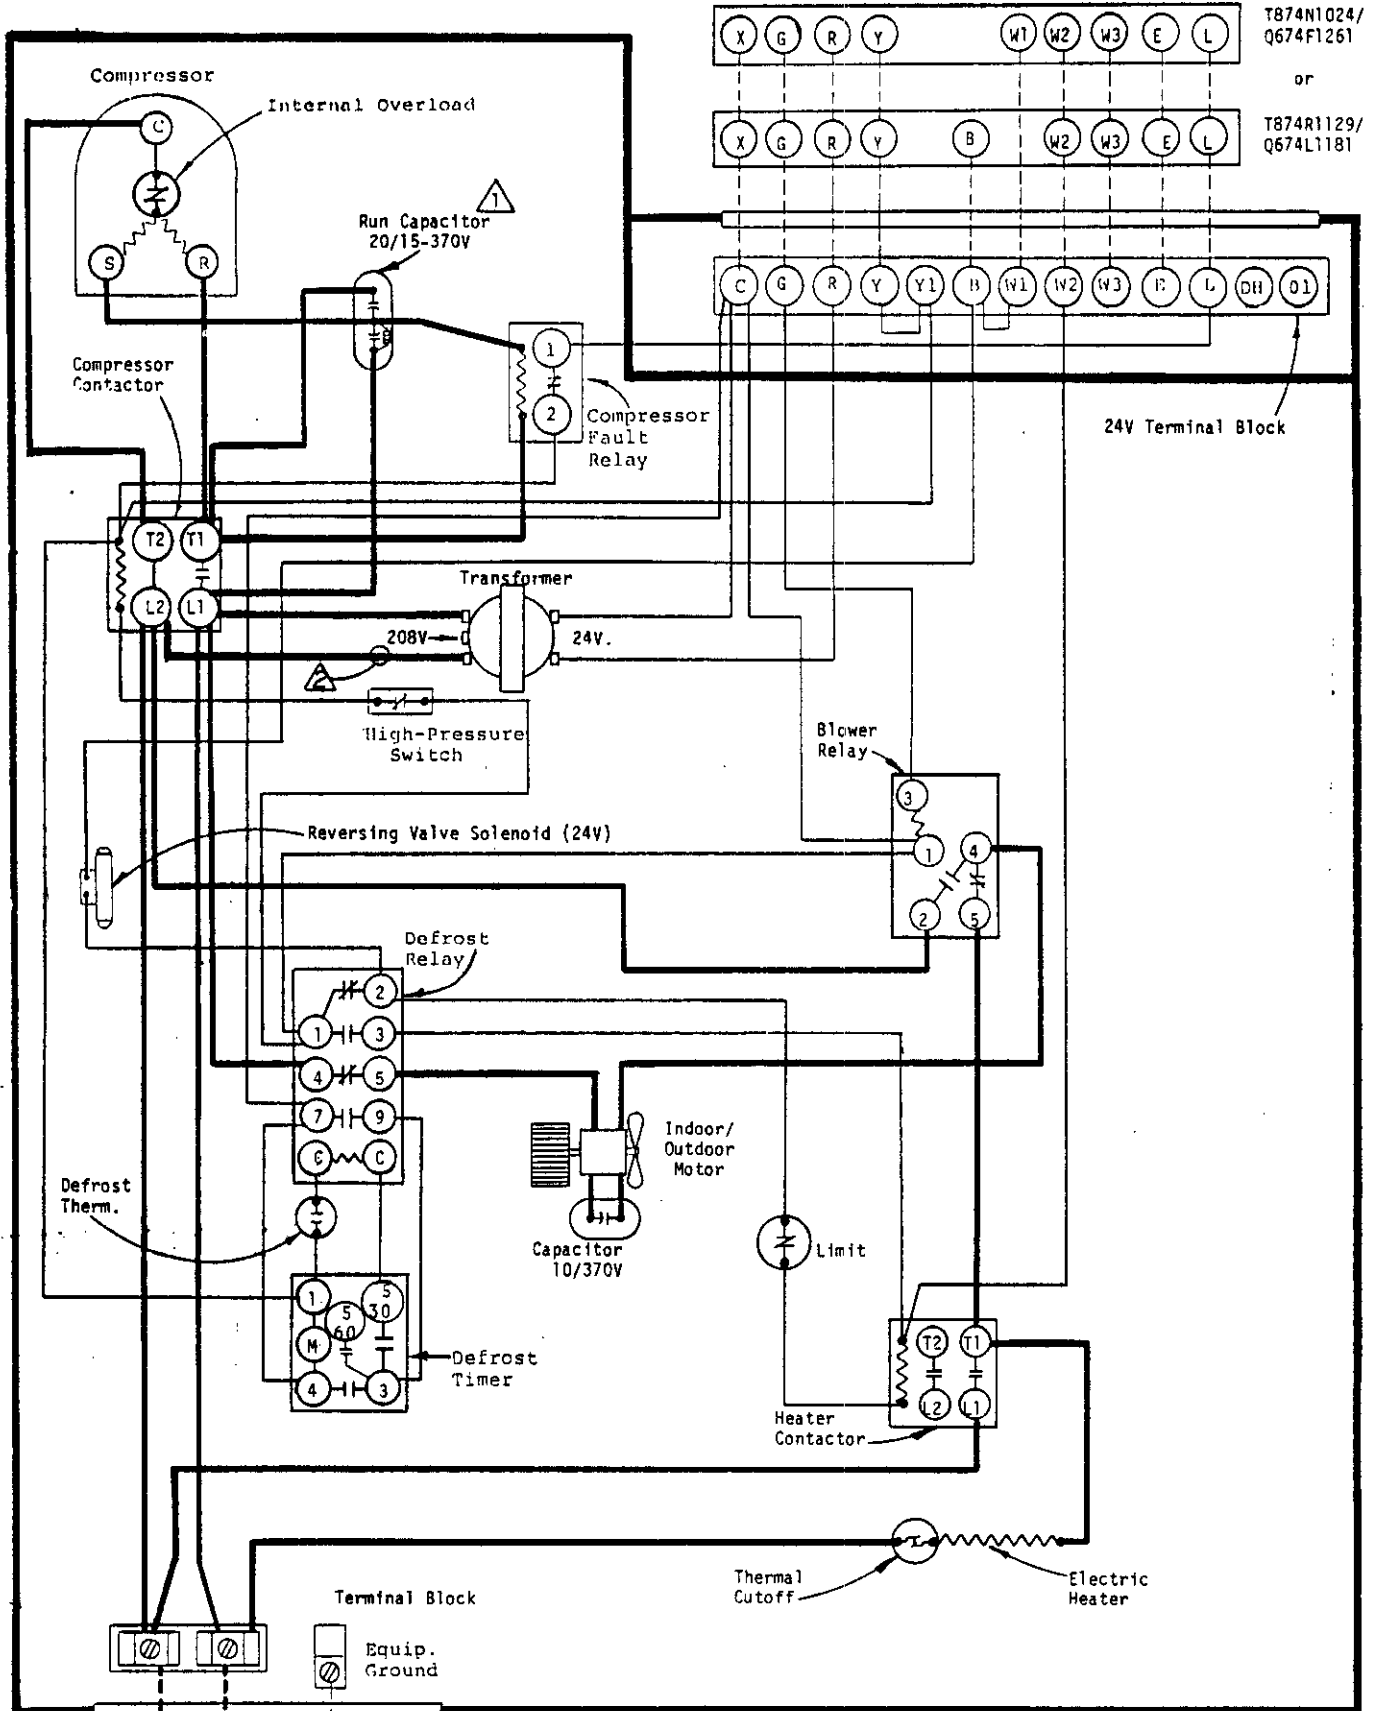 X G R Y W1 W2 W3 E L
T874N1024/
Q674F1261
or
X G R Y B W2 W3 E L
T874R1129/
Q674L1181
Compressor
Internal Overload
C
S R
1
Run Capacitor
20/15-370V
C G R Y Y1 B W1 W2 W3 E L DH O1
24V Terminal Block
1
2
Compressor
Fault
Relay
Compressor
Contactor
T2 T1
L2 L1
Transformer
208V
24V.
2
High-Pressure
Switch
Blower
Relay
3
1 4
2 5
Reversing Valve Solenoid (24V)
Defrost
Relay
2
1 3
4 5
7 9
C C
Indoor/
Outdoor
Motor
Capacitor
10/370V
Defrost
Therm.
Limit
1
5
60
5
30
M
4 3
Defrost
Timer
T2 T1
L2 L1
Heater
Contactor
Thermal
Cutoff
Electric
Heater
Terminal Block
Equip.
Ground